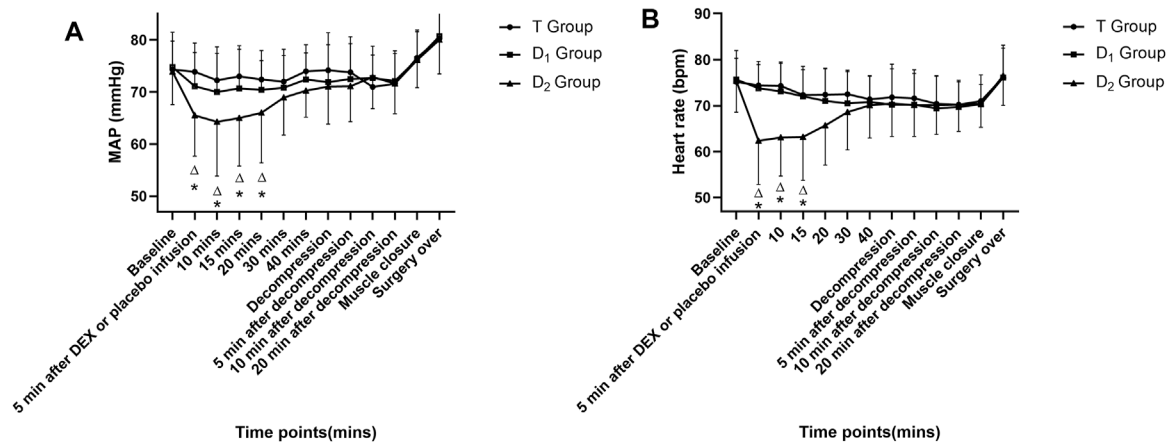 A
80
70
60
50
MAP (mmHg)
T Group
D₁ Group
D₂ Group
Δ Δ Δ Δ
* * * *
Baseline
5 min after DEX or placebo infusion
10 mins
15 mins
20 mins
30 mins
40 mins
Decompression
5 min after decompression
10 min after decompression
20 min after decompression
Muscle closure
Surgery over
Time points(mins)
B
90
80
70
60
50
Heart rate (bpm)
T Group
D₁ Group
D₂ Group
Δ Δ Δ
* * *
Baseline
5 min after DEX or placebo infusion
10
15
20
30
40
Decompression
5 min after decompression
10 min after decompression
20 min after decompression
Muscle closure
Surgery over
Time points(mins)